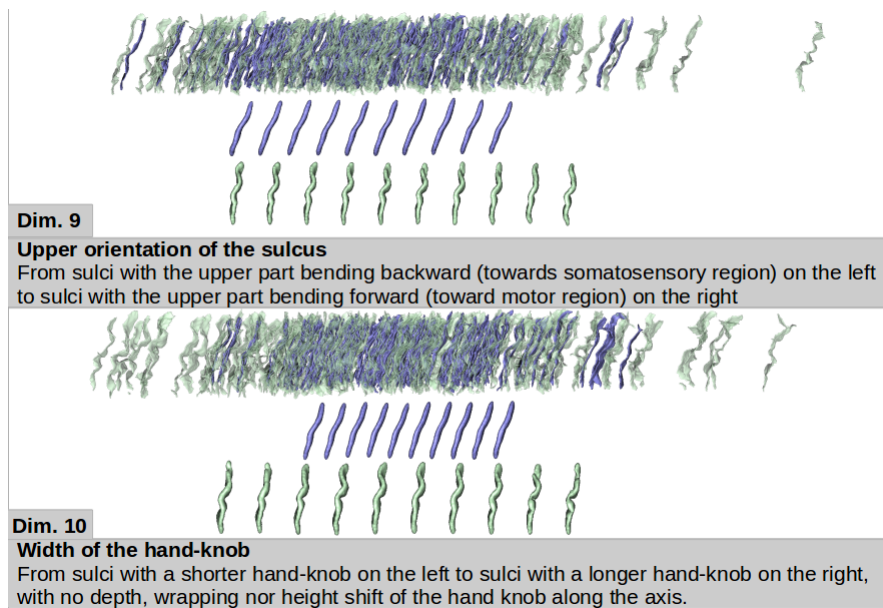 Dim. 9
Upper orientation of the sulcus
From sulci with the upper part bending backward (towards somatosensory region) on the left
to sulci with the upper part bending forward (toward motor region) on the right
Dim. 10
Width of the hand-knob
From sulci with a shorter hand-knob on the left to sulci with a longer hand-knob on the right,
with no depth, wrapping nor height shift of the hand knob along the axis.